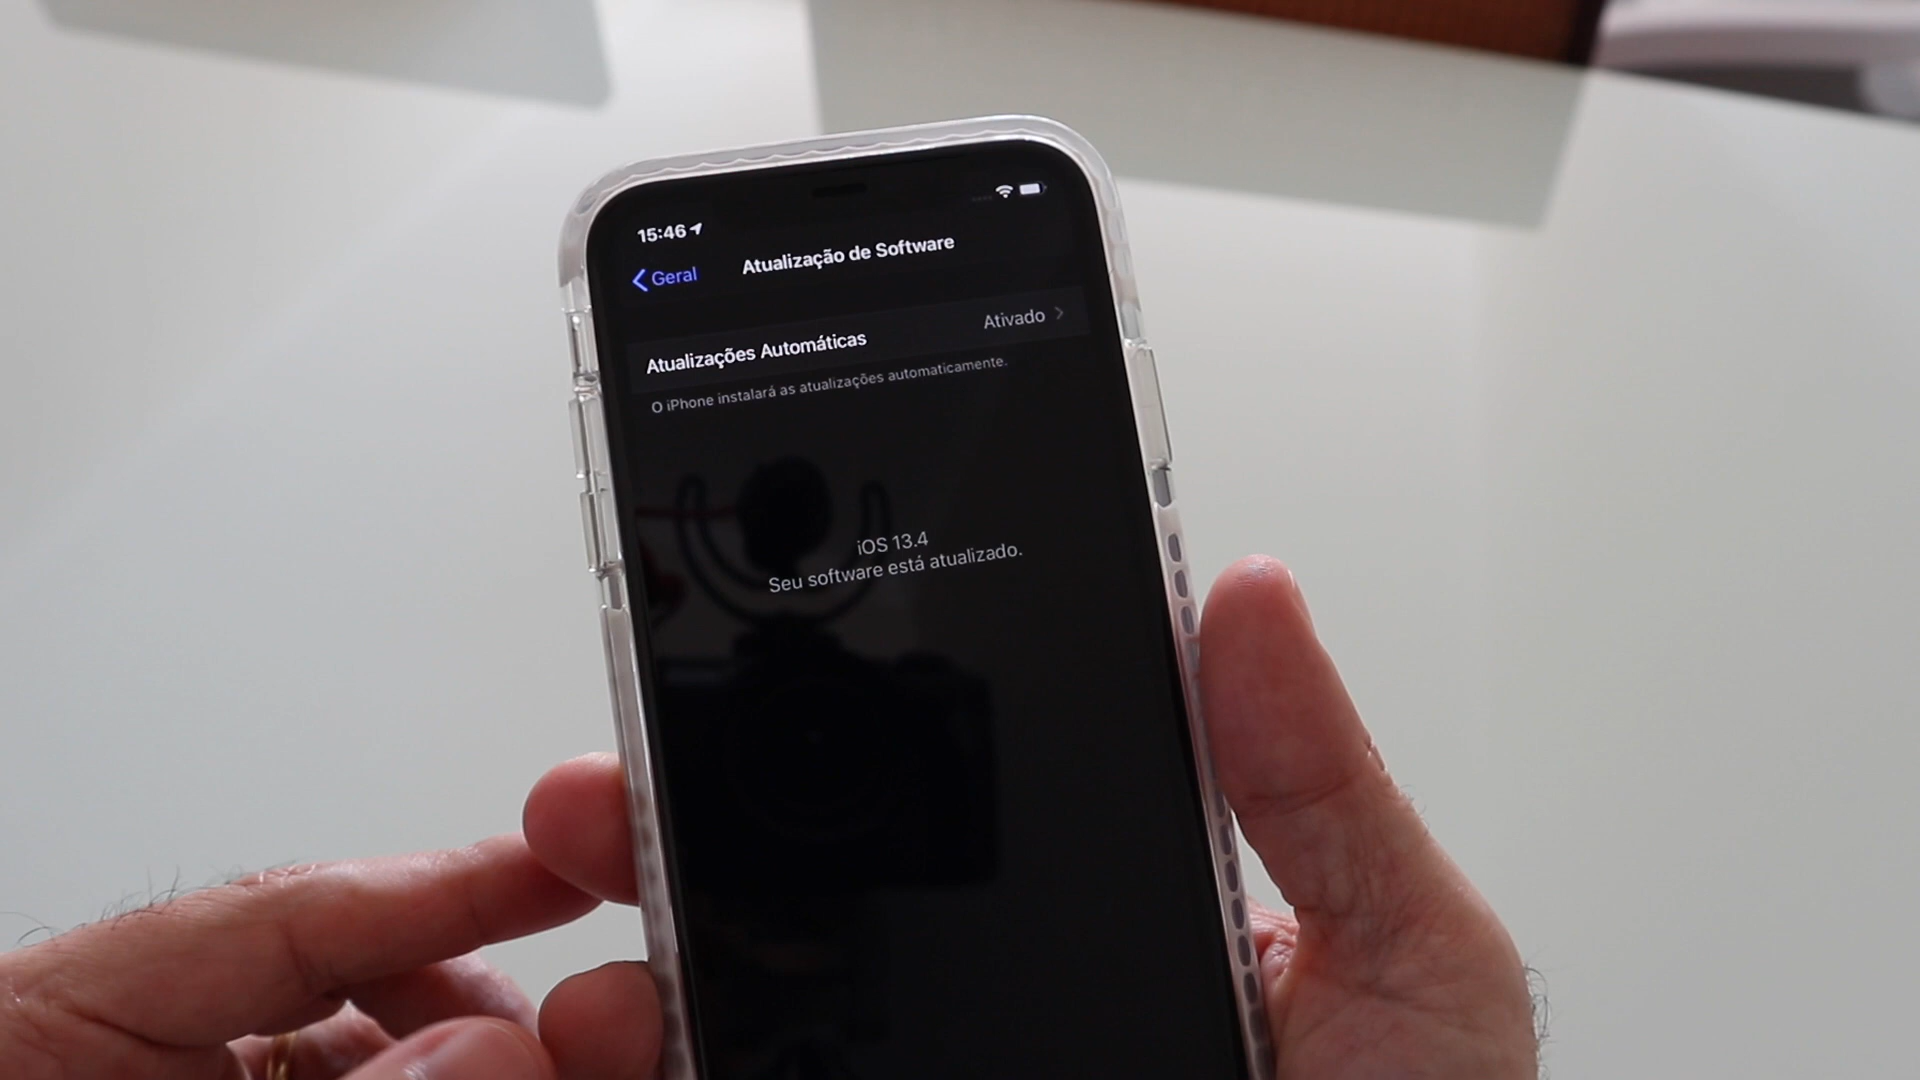 15:46
Geral
Atualização de Software
Atualizações Automáticas
Ativado
O iPhone instalará as atualizações automaticamente.
iOS 13.4
Seu software está atualizado.